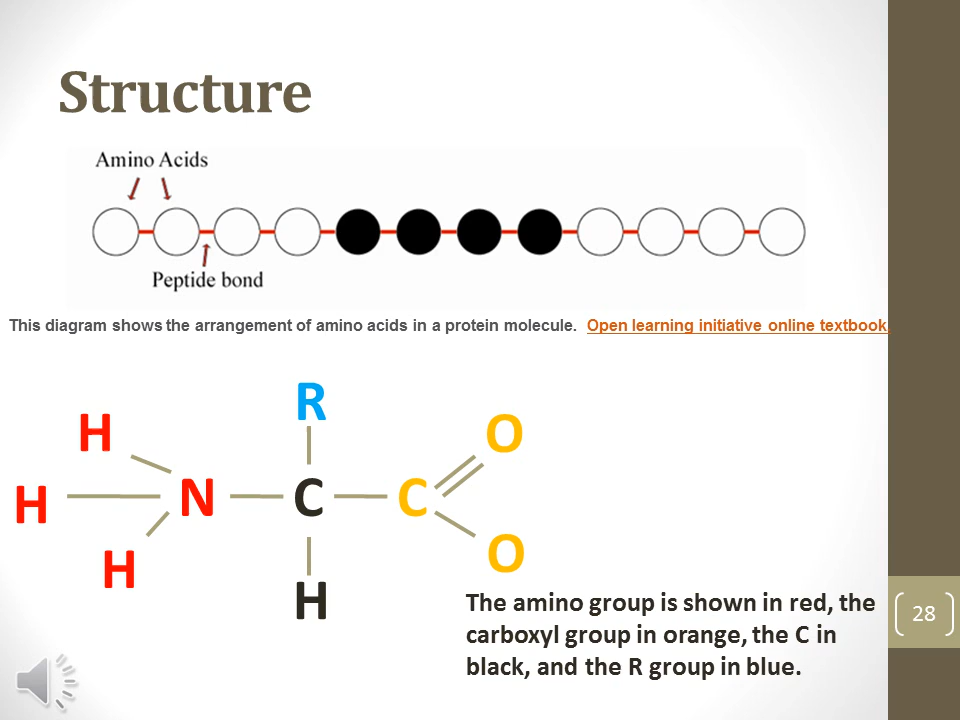 Structure
Amino Acids
Peptide bond
This diagram shows the arrangement of amino acids in a protein molecule. Open learning initiative online textbook.
R
H
O
H N C C
H
O
H
The amino group is shown in red, the
carboxyl group in orange, the C in
black, and the R group in blue.
28